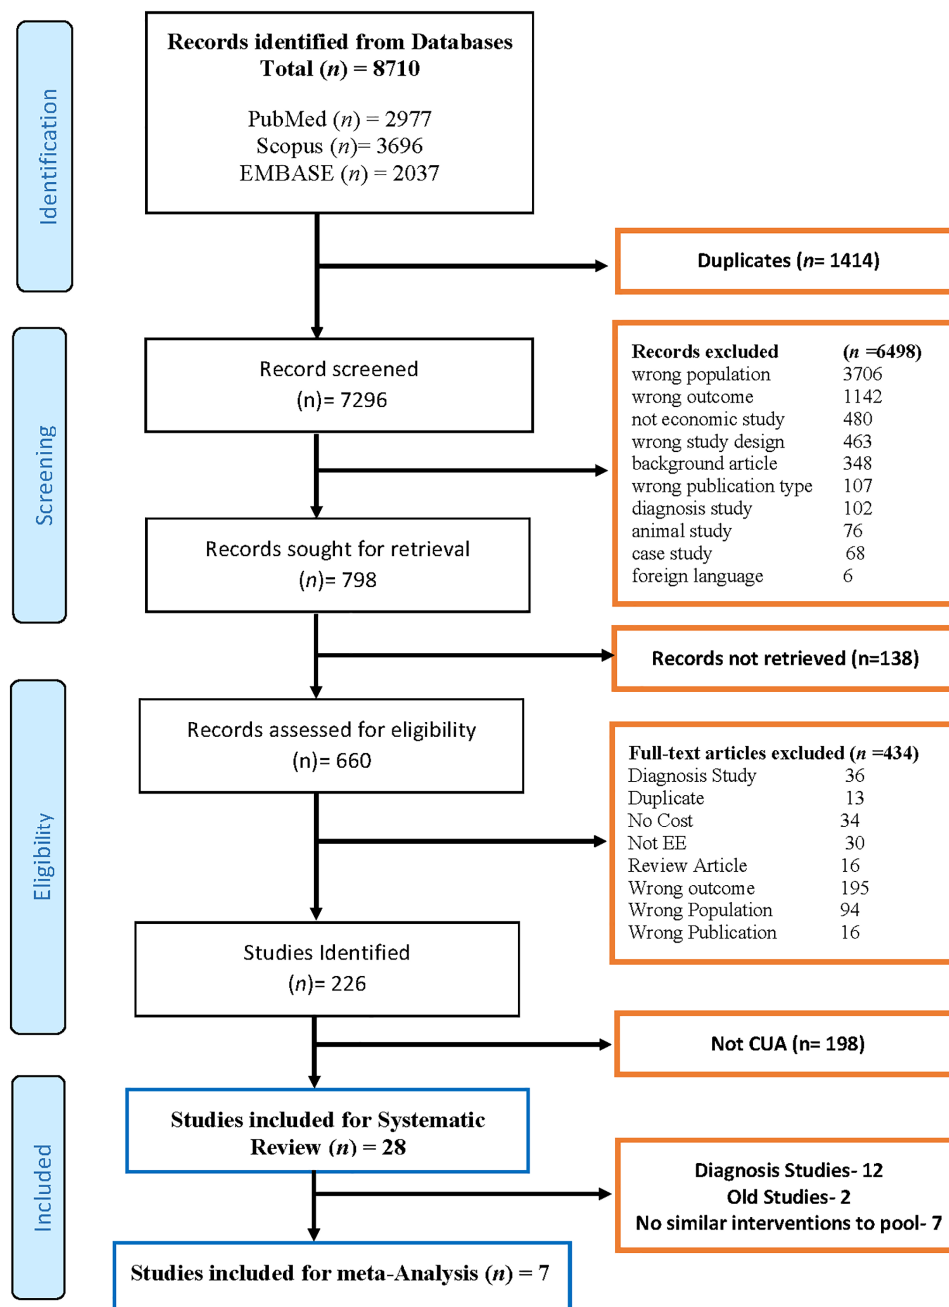 Identification
Records identified from Databases
Total (n) = 8710
PubMed (n) = 2977
Scopus (n)= 3696
EMBASE (n) = 2037
Duplicates (n= 1414)
Screening
Record screened
(n)= 7296
Records excluded (n =6498)
wrong population 3706
wrong outcome 1142
not economic study 480
wrong study design 463
background article 348
wrong publication type 107
diagnosis study 102
animal study 76
case study 68
foreign language 6
Records sought for retrieval
(n)= 798
Records not retrieved (n=138)
Eligibility
Records assessed for eligibility
(n)= 660
Full-text articles excluded (n =434)
Diagnosis Study 36
Duplicate 13
No Cost 34
Not EE 30
Review Article 16
Wrong outcome 195
Wrong Population 94
Wrong Publication 16
Studies Identified
(n)= 226
Not CUA (n= 198)
Included
Studies included for Systematic
Review (n) = 28
Diagnosis Studies- 12
Old Studies- 2
No similar interventions to pool- 7
Studies included for meta-Analysis (n) = 7